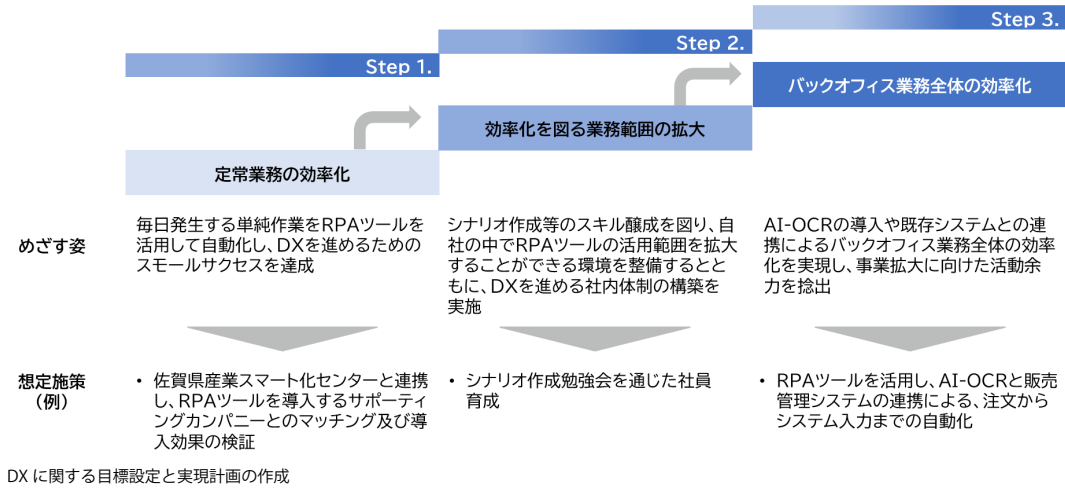 Step 1.
Step 2.
Step 3.
定常業務の効率化
効率化を図る業務範囲の拡大
バックオフィス業務全体の効率化
めざす姿
毎日発生する単純作業をRPAツールを
活用して自動化し、DXを進めるための
スモールサクセスを達成
シナリオ作成等のスキル醸成を図り、自
社の中でRPAツールの活用範囲を拡大
することができる環境を整備するとと
もに、DXを進める社内体制の構築を
実施
AI-OCRの導入や既存システムとの連
携によるバックオフィス業務全体の効率
化を実現し、事業拡大に向けた活動余
力を捻出
想定施策
（例）
• 佐賀県産業スマート化センターと連携
し、RPAツールを導入するサポーティ
ングカンパニーとのマッチング及び導
入効果の検証
• シナリオ作成勉強会を通じた社員
育成
• RPAツールを活用し、AI-OCRと販売
管理システムの連携による、注文から
システム入力までの自動化
DX に関する目標設定と実現計画の作成